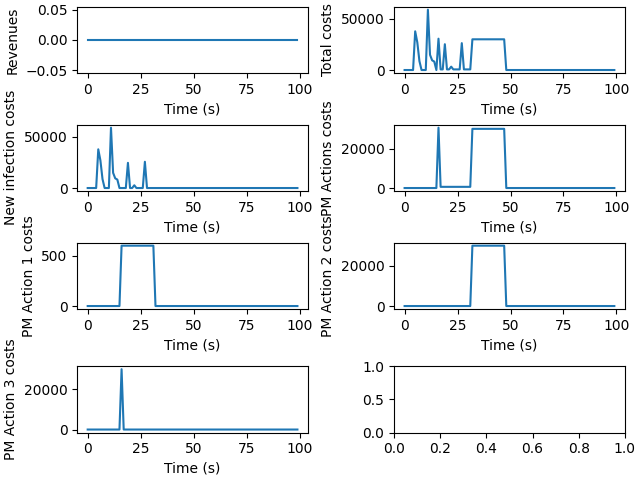 Revenues
0.05
0.00
−0.05
0 25 50 75 100
Time (s)
Total costs
50000
0
0 25 50 75 100
Time (s)
New infection costs
50000
0
0 25 50 75 100
Time (s)
PM Actions costs
20000
0
0 25 50 75 100
Time (s)
PM Action 1 costs
500
0
0 25 50 75 100
Time (s)
PM Action 2 costs
20000
0
0 25 50 75 100
Time (s)
PM Action 3 costs
20000
0
0 25 50 75 100
Time (s)
1.0
0.5
0.0
0.0 0.2 0.4 0.6 0.8 1.0